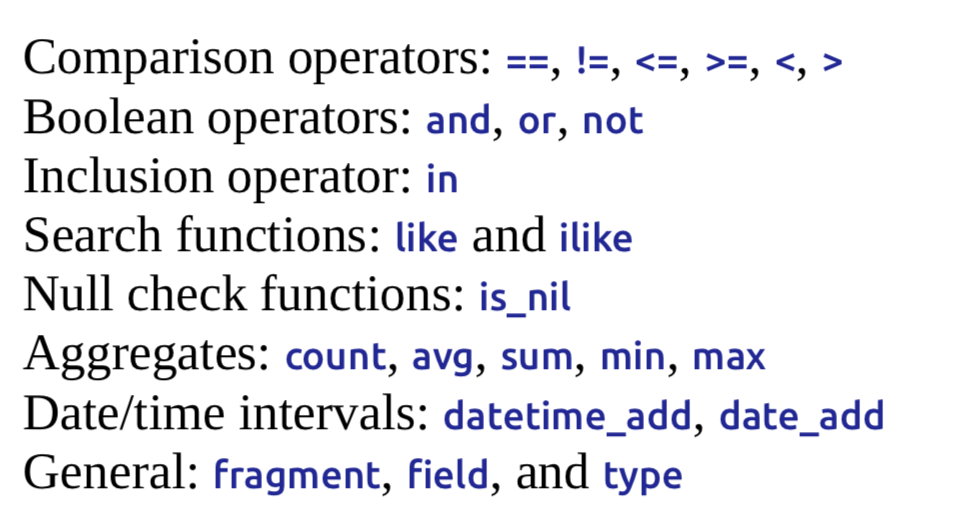 Comparison operators: ==, !=, <=, >=, <, >
Boolean operators: and, or, not
Inclusion operator: in
Search functions: like and ilike
Null check functions: is_nil
Aggregates: count, avg, sum, min, max
Date/time intervals: datetime_add, date_add
General: fragment, field, and type